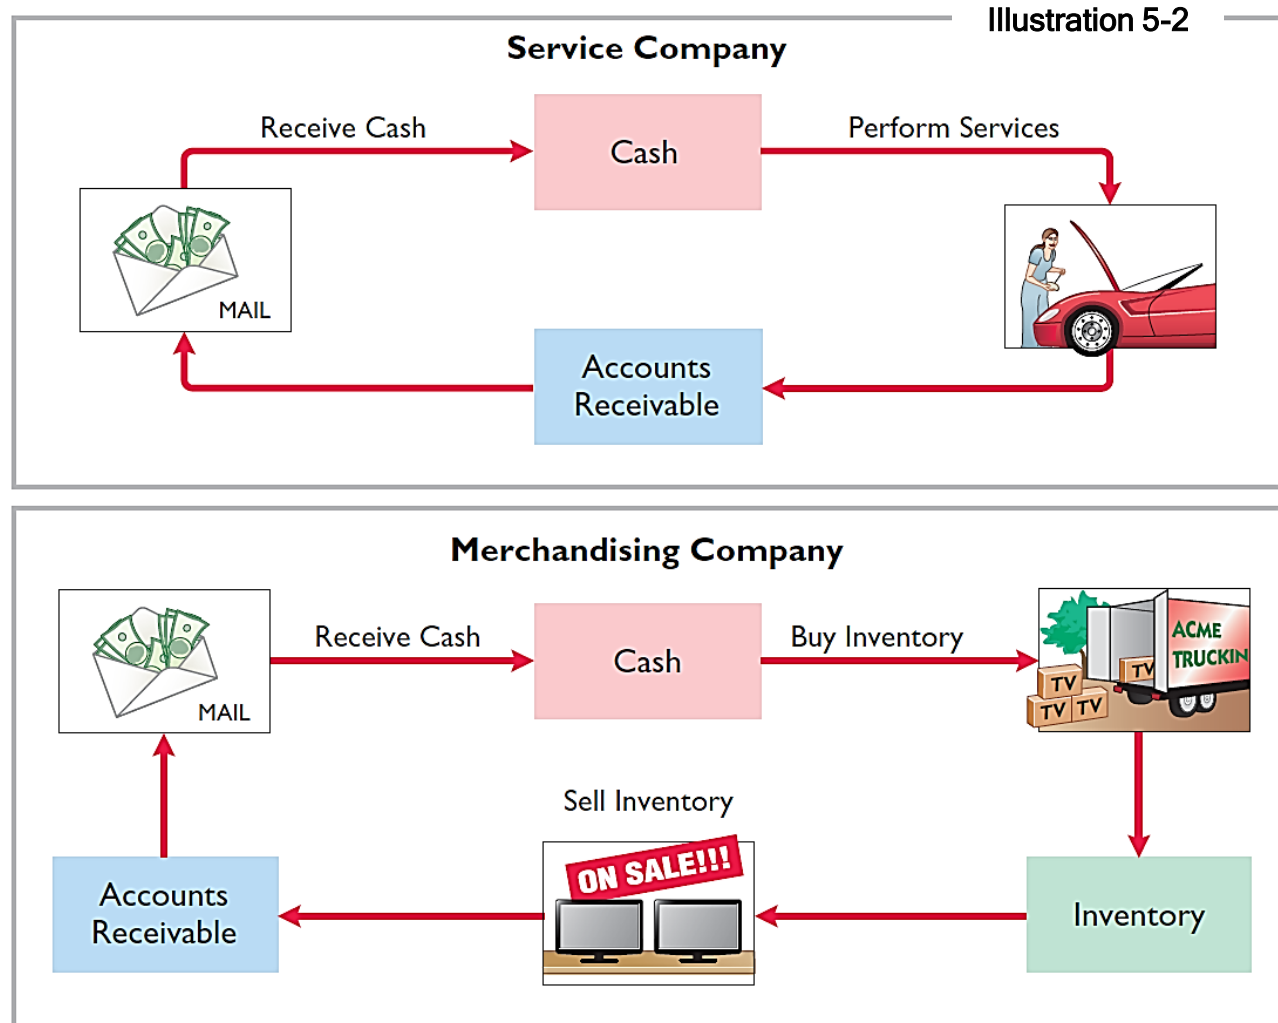 Illustration 5-2
Service Company
Receive Cash
Cash
Perform Services
MAIL
Accounts
Receivable
Merchandising Company
Receive Cash
Cash
Buy Inventory
MAIL
ACME
TRUCKIN
TV
TV
TV TV
Sell Inventory
ON SALE!!!
Accounts
Receivable
Inventory